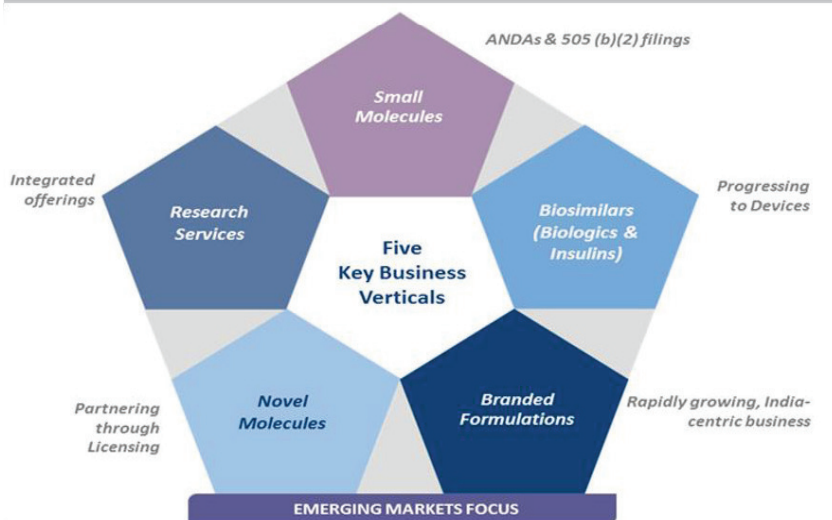 ANDAs & 505 (b)(2) filings
Small
Molecules
Integrated
offerings
Research
Services
Biosimilars
(Biologics &
Insulins)
Progressing
to Devices
Five
Key Business
Verticals
Partnering
through
Licensing
Novel
Molecules
Branded
Formulations
Rapidly growing, India-
centric business
EMERGING MARKETS FOCUS